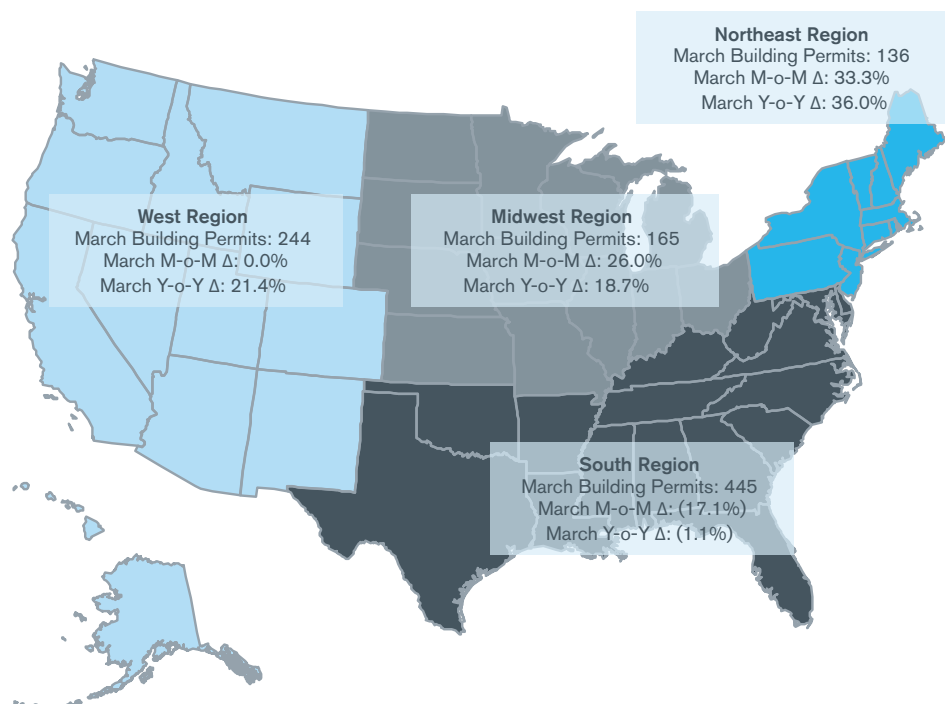 Northeast Region
March Building Permits: 136
March M-o-M Δ: 33.3%
March Y-o-Y Δ: 36.0%
West Region
March Building Permits: 244
March M-o-M Δ: 0.0%
March Y-o-Y Δ: 21.4%
Midwest Region
March Building Permits: 165
March M-o-M Δ: 26.0%
March Y-o-Y Δ: 18.7%
South Region
March Building Permits: 445
March M-o-M Δ: (17.1%)
March Y-o-Y Δ: (1.1%)